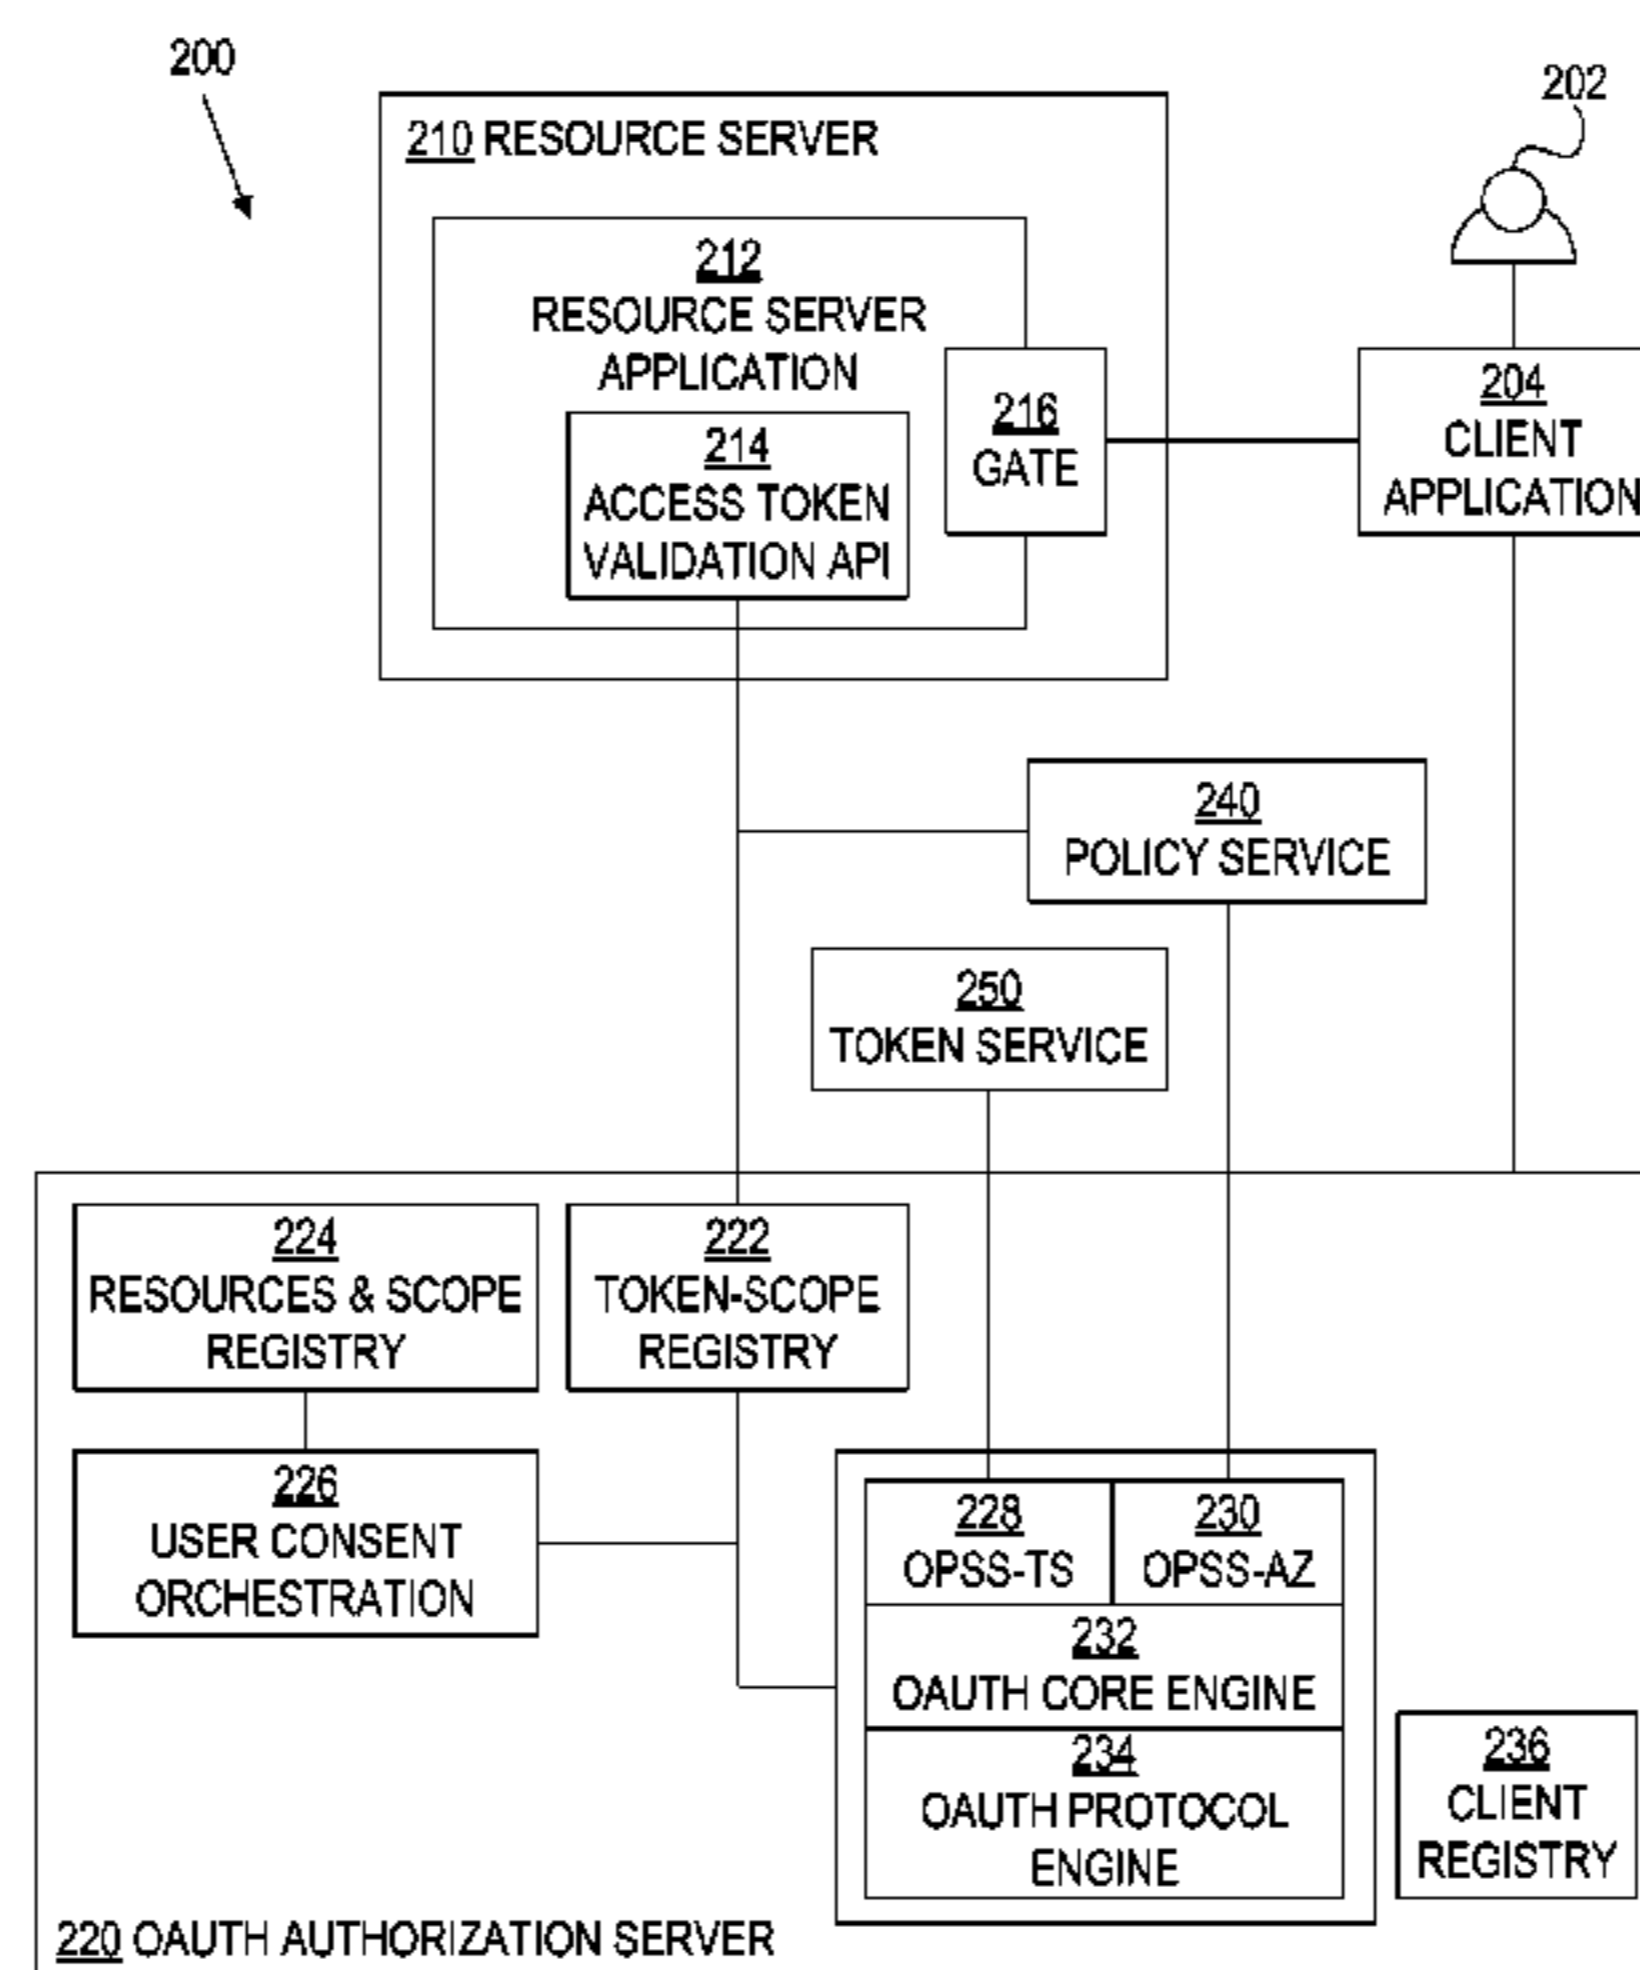 200
202
210 RESOURCE SERVER
212
RESOURCE SERVER
APPLICATION
214
ACCESS TOKEN
VALIDATION API
216
GATE
204
CLIENT
APPLICATION
240
POLICY SERVICE
250
TOKEN SERVICE
224
RESOURCES & SCOPE
REGISTRY
222
TOKEN-SCOPE
REGISTRY
226
USER CONSENT
ORCHESTRATION
228
OPSS-TS
230
OPSS-AZ
232
OAUTH CORE ENGINE
234
OAUTH PROTOCOL
ENGINE
236
CLIENT
REGISTRY
220 OAUTH AUTHORIZATION SERVER